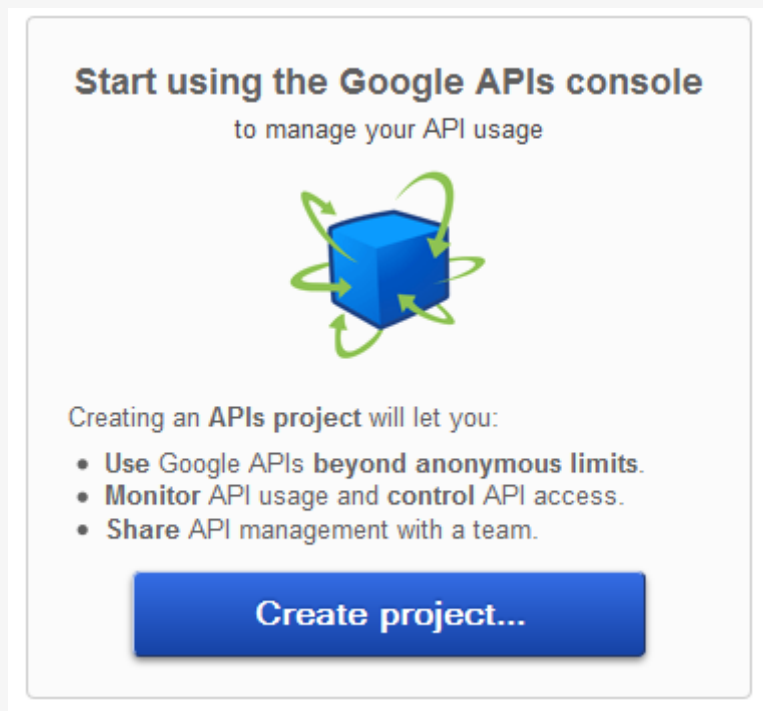 Start using the Google APIs console
to manage your API usage
Creating an APIs project will let you:
• Use Google APIs beyond anonymous limits.
• Monitor API usage and control API access.
• Share API management with a team.
Create project...